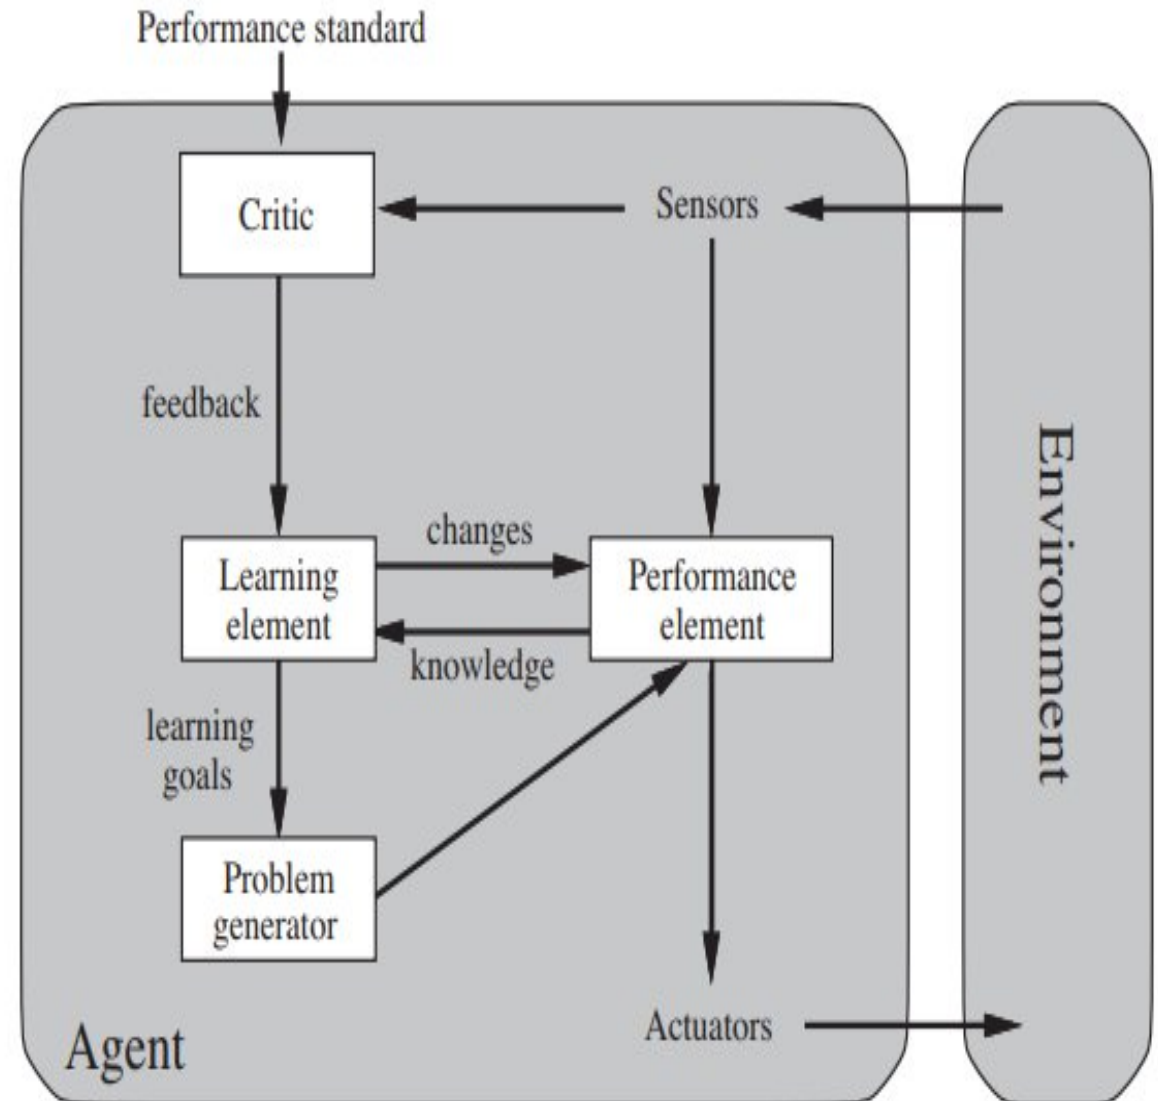 Performance standard
Critic
Sensors
feedback
changes
Learning
element
Performance
element
knowledge
learning
goals
Problem
generator
Agent
Actuators
Environment